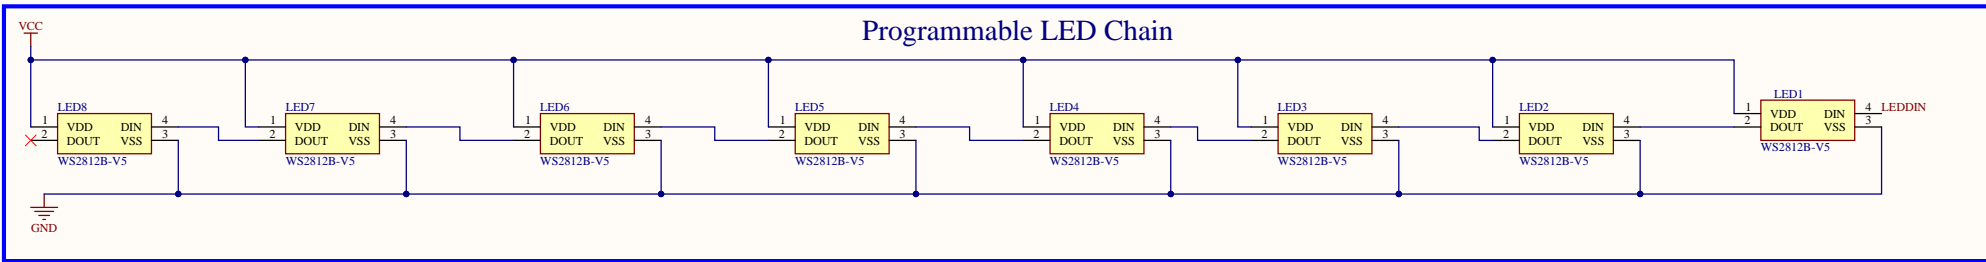 Programmable LED Chain
VCC
LED8
1 VDD DIN 4
2 DOUT VSS 3
WS2812B-V5
LED7
1 VDD DIN 4
2 DOUT VSS 3
WS2812B-V5
LED6
1 VDD DIN 4
2 DOUT VSS 3
WS2812B-V5
LED5
1 VDD DIN 4
2 DOUT VSS 3
WS2812B-V5
LED4
1 VDD DIN 4
2 DOUT VSS 3
WS2812B-V5
LED3
1 VDD DIN 4
2 DOUT VSS 3
WS2812B-V5
LED2
1 VDD DIN 4
2 DOUT VSS 3
WS2812B-V5
LED1
1 VDD DIN 4 LEDDIN
2 DOUT VSS 3
WS2812B-V5
GND